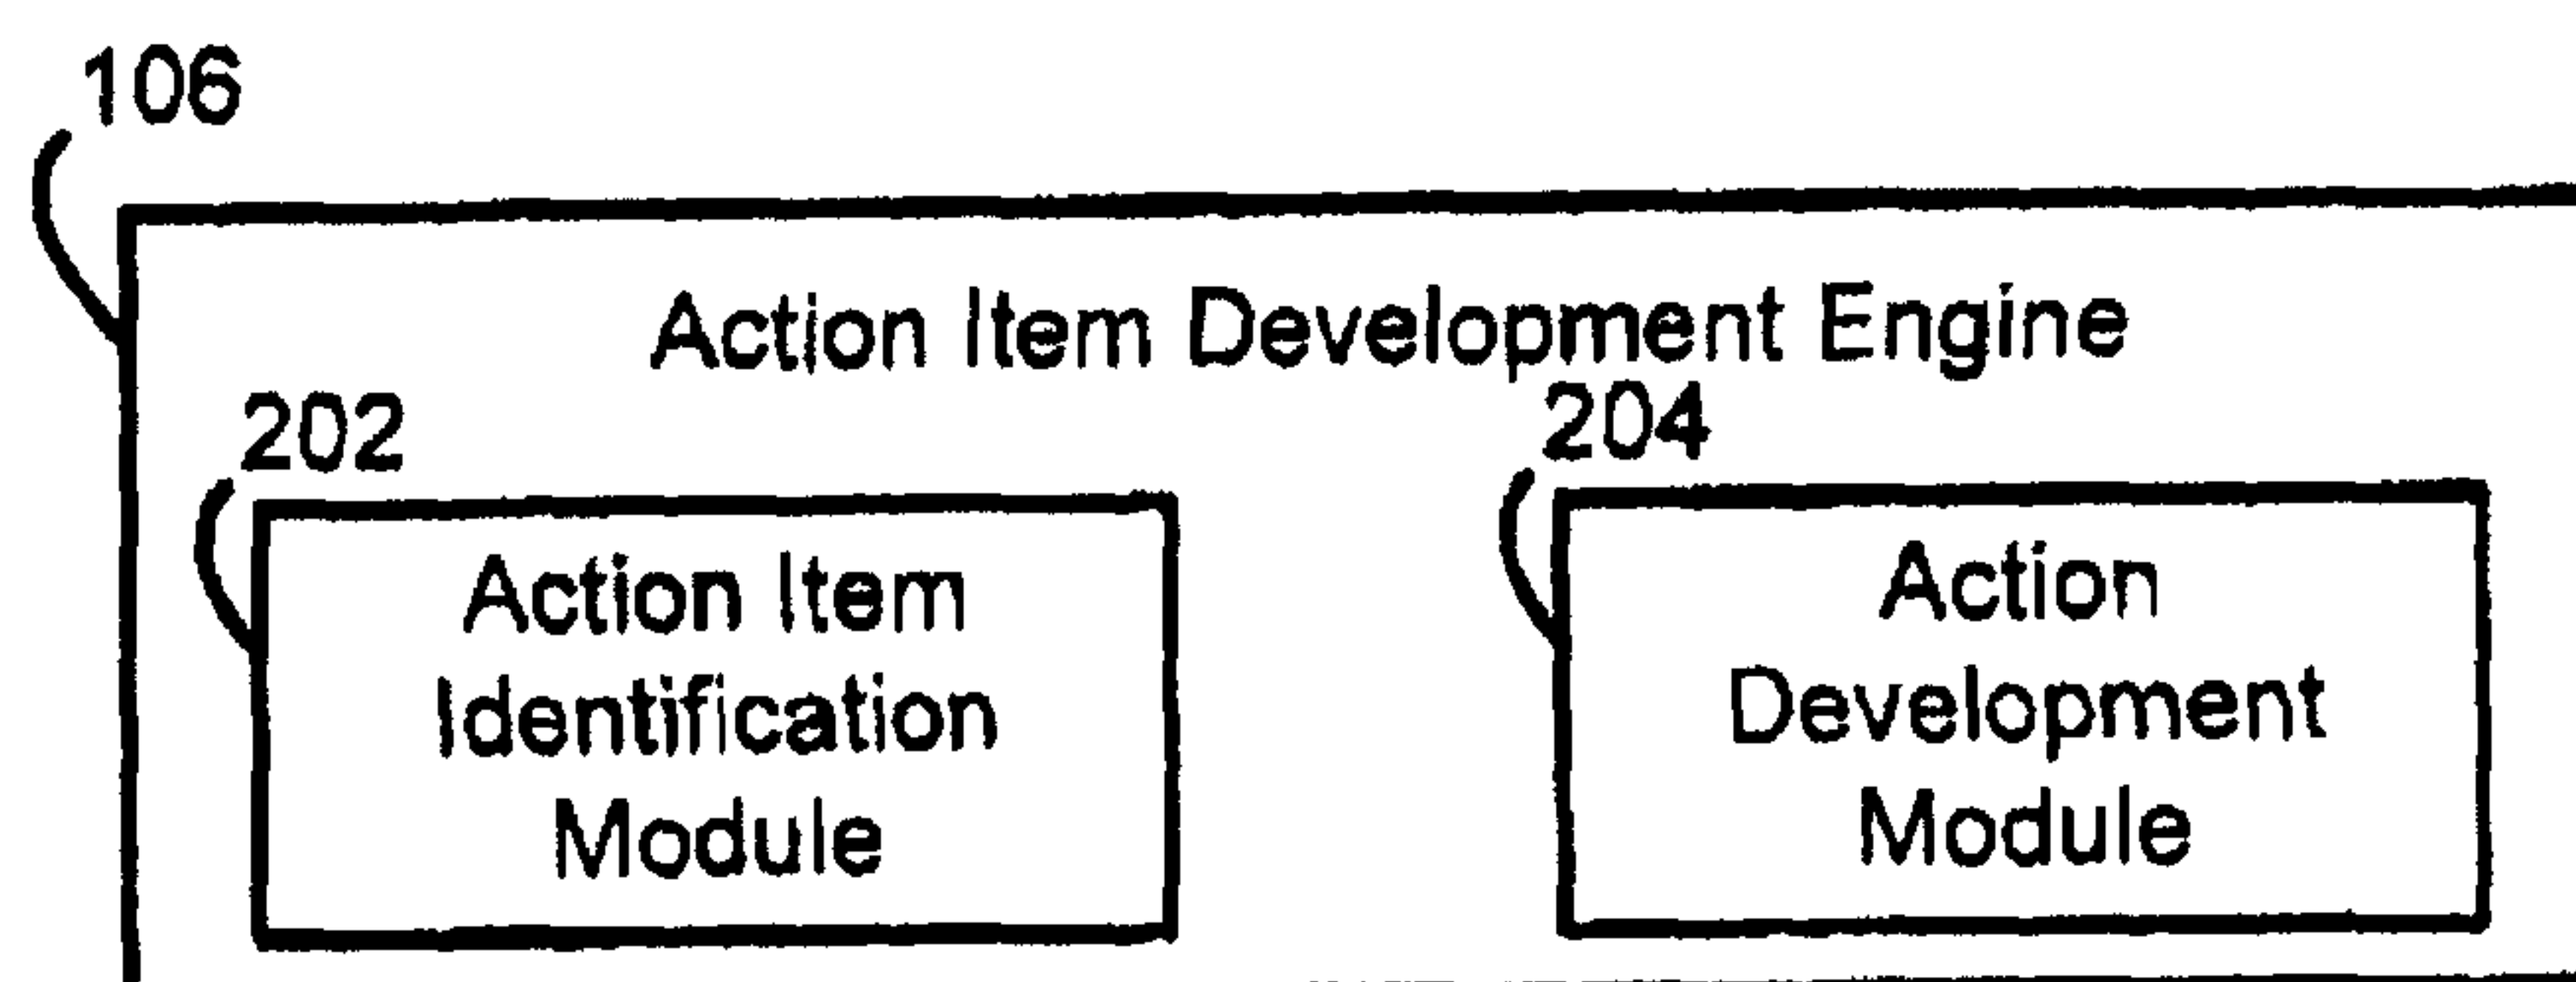 106
Action Item Development Engine
202
204
Action Item
Identification
Module
Action
Development
Module